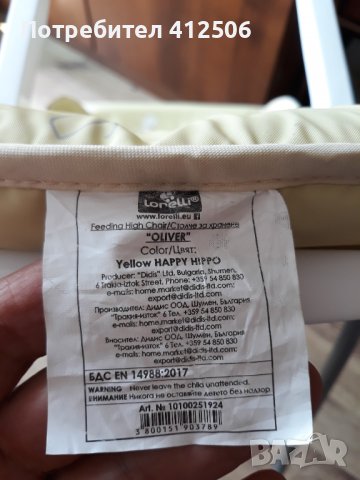 Потребител 412506
Lorelli®
www.lorelli.eu
Feeding High Chair/Столче за хранене
"OLIVER"
Color/Цвят:
Yellow HAPPY HIPPO
Producer: "Didis" Ltd, Bulgaria, Shumen,
6 Trakia-Iztok Street, Phone: +359 54 850 830
e-mails: home.market@didis-ltd.com;
export@didis-ltd.com
Производител: Дидис ООД, Шумен, България
"Тракия-изток" 6 Тел. +359 54 850 830
e-mails: home.market@didis-ltd.com;
export@didis-ltd.com
Вносител: Дидис ООД, Шумен, България
"Тракия-изток" 6 Тел. +359 54 850 830
e-mails: home.market@didis-ltd.com;
export@didis-ltd.com
БДС EN 14988:2017
WARNING Never leave the child unattended.
ВНИМАНИЕ Никога не оставяйте детето без надзор
Art. № 10100251924
3 800151 903789
BAZAR